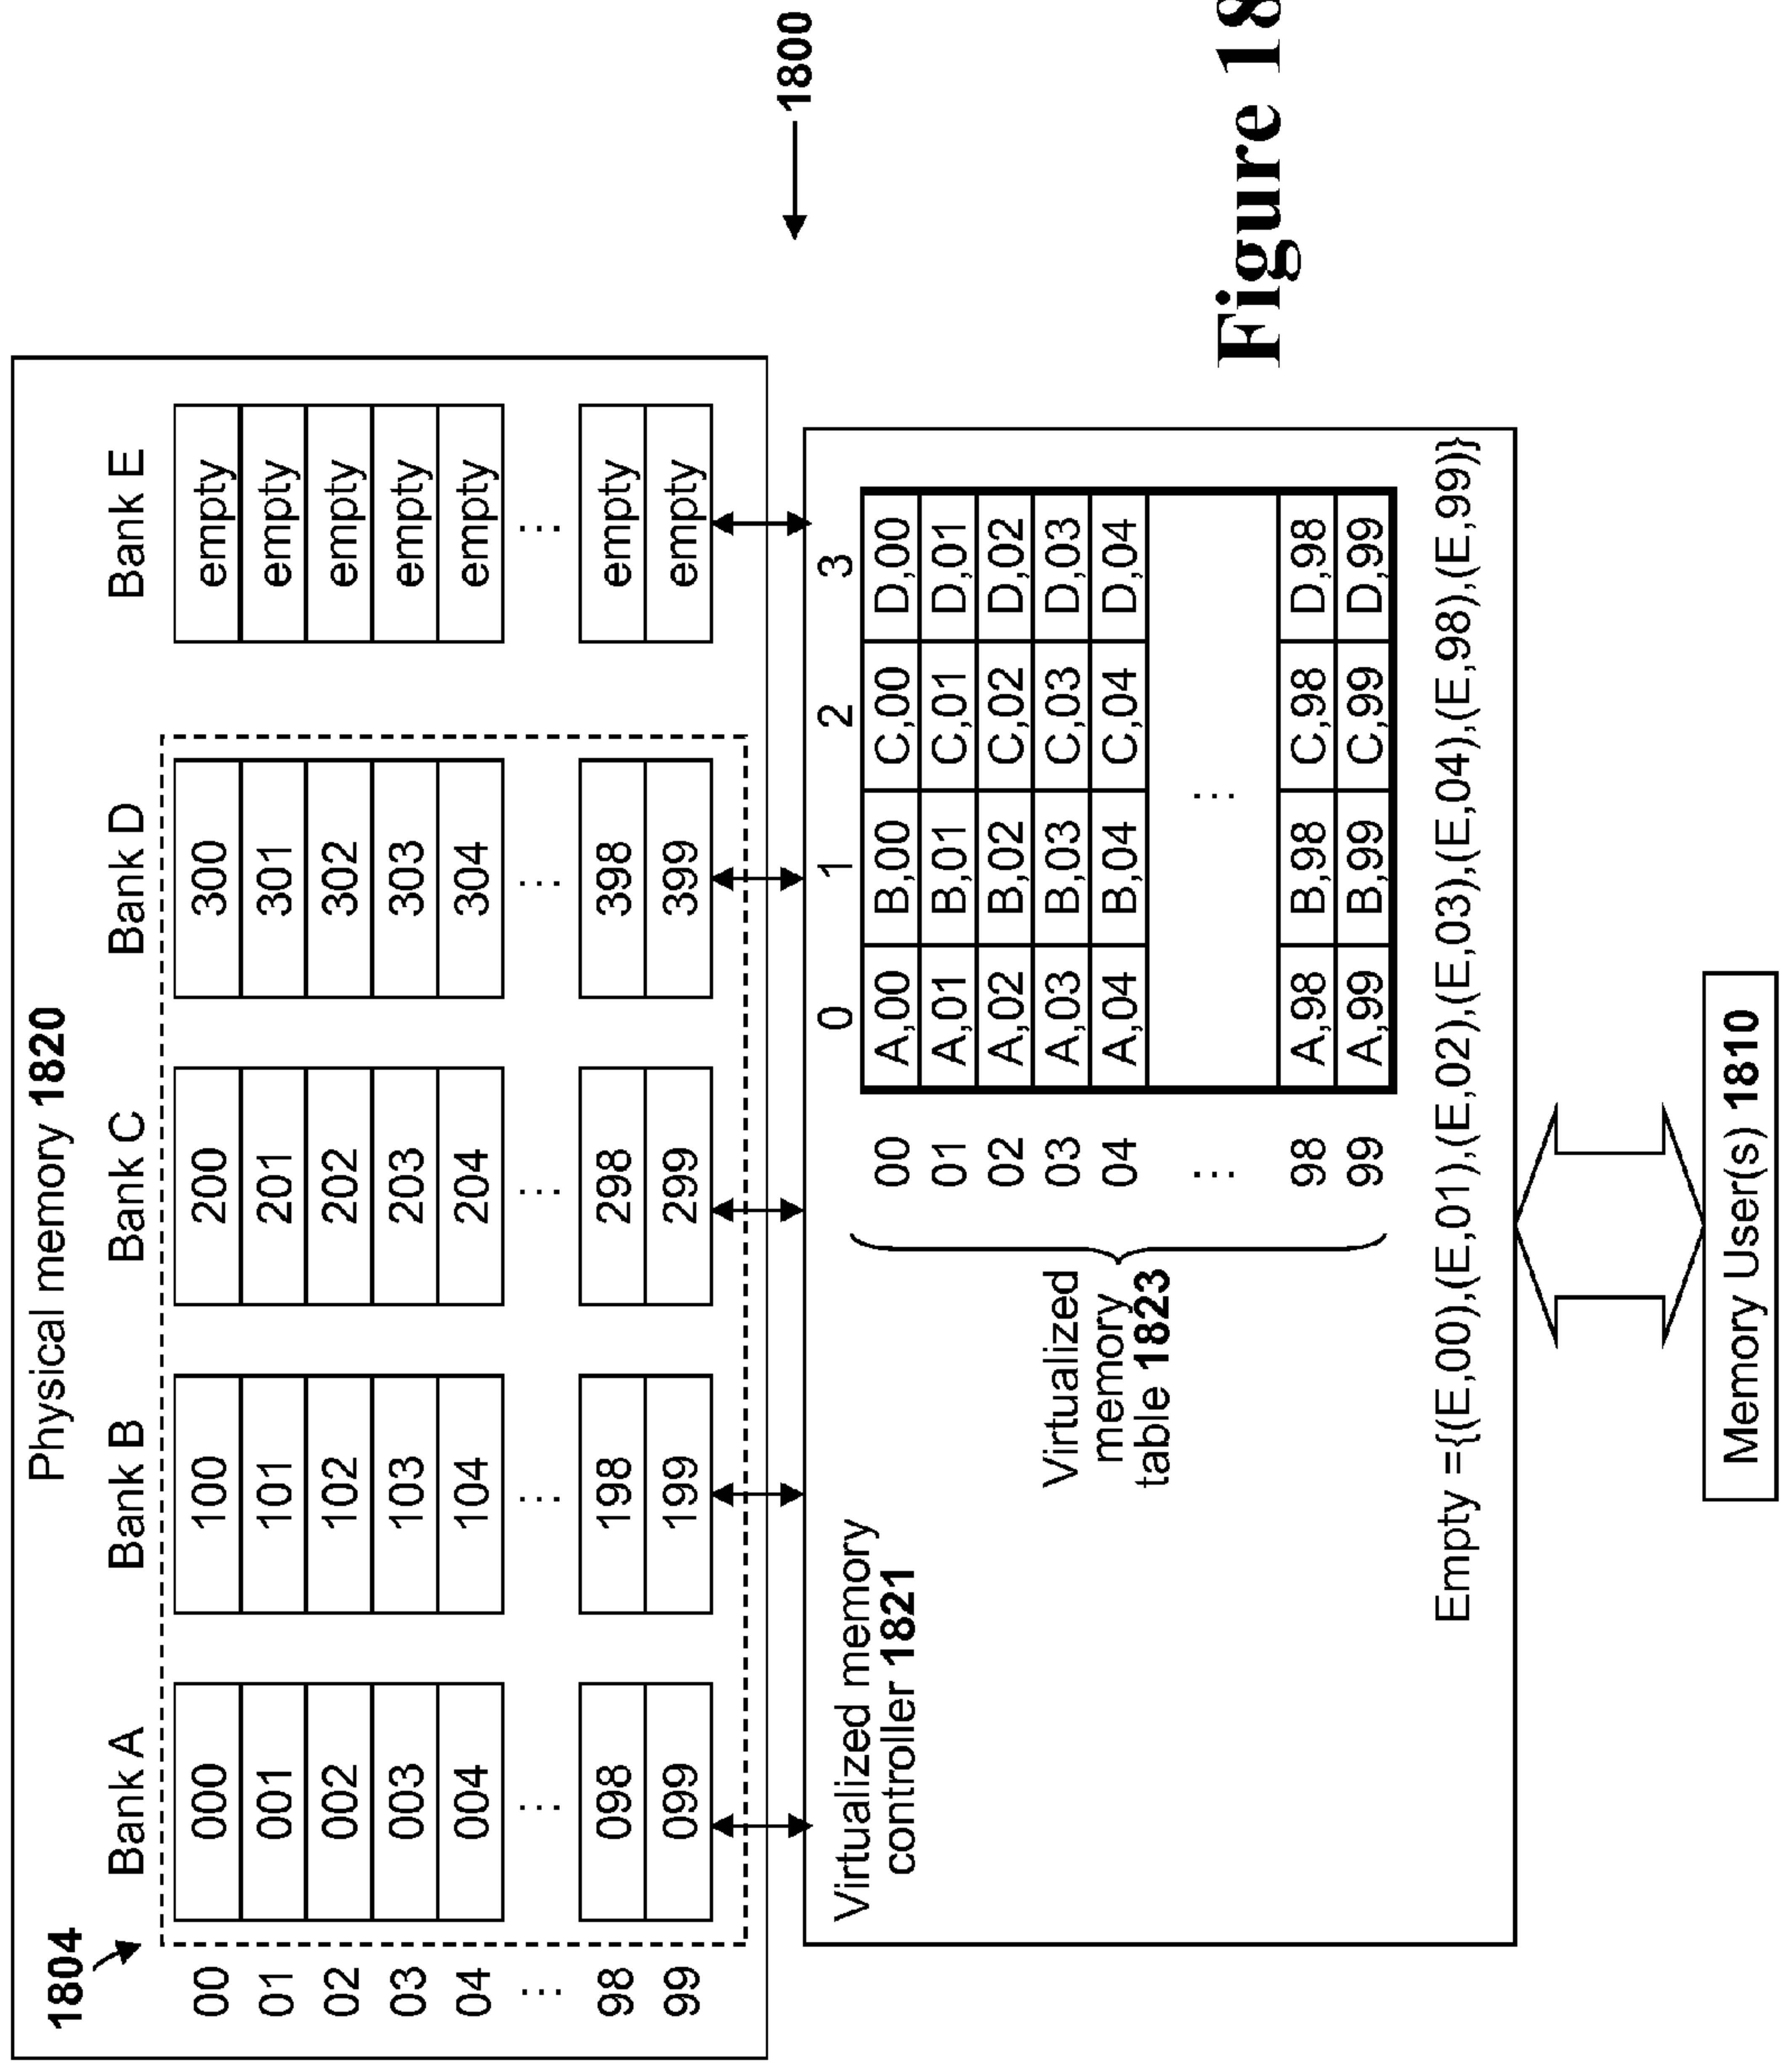 Physical memory 1820
1804
Bank A Bank B Bank C Bank D Bank E
00 000 100 200 300 empty
01 001 101 201 301 empty
02 002 102 202 302 empty
03 003 103 203 303 empty
04 004 104 204 304 empty
... ... ... ... ... ...
98 098 198 298 398 empty
99 099 199 299 399 empty
1800
Virtualized memory
controller 1821
0 1 2 3
00 A,00 B,00 C,00 D,00
01 A,01 B,01 C,01 D,01
02 A,02 B,02 C,02 D,02
03 A,03 B,03 C,03 D,03
04 A,04 B,04 C,04 D,04
... ...
98 A,98 B,98 C,98 D,98
99 A,99 B,99 C,99 D,99
Virtualized
memory
table 1823
Empty ={(E,00),(E,01),(E,02),(E,03),(E,04),(E,98),(E,99)}
Memory User(s) 1810
Figure 18